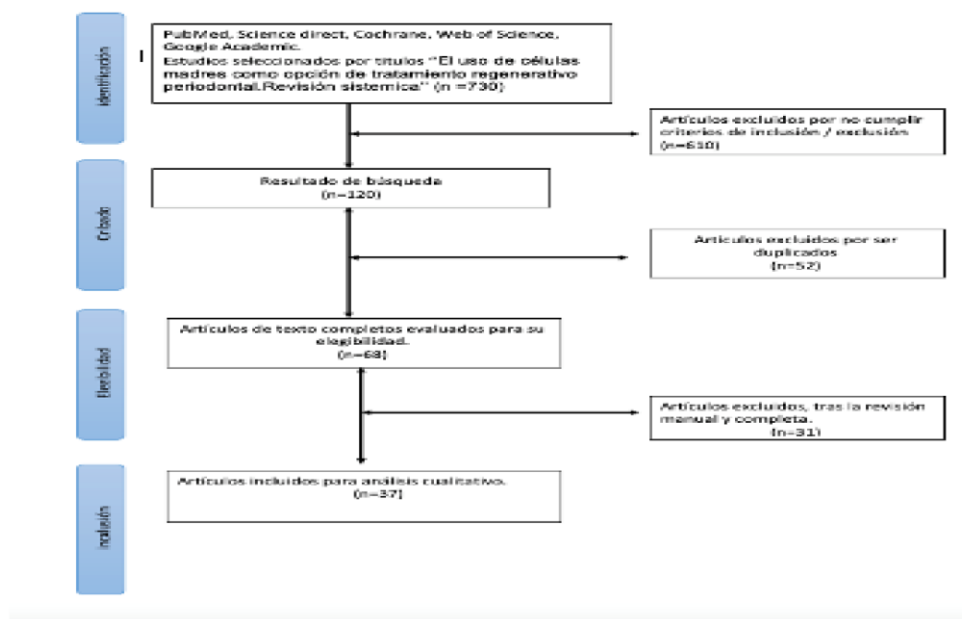 identificación
PubMed, Science direct, Cochrane, Web of Science,
Google Academic.
Estudios seleccionados por titulos "El uso de células
madres como opción de tratamiento regenerativo
periodontal.Revisión sistemica" (n =730)
Artículos excluidos por no cumplir
criterios de inclusión / exclusión
(n=610)
Cribado
Resultado de búsqueda
(n=120)
Artículos excluidos por ser
duplicados
(n=52)
Elegibilidad
Artículos de texto completos evaluados para su
elegibilidad.
(n=68)
Artículos excluidos, tras la revisión
manual y completa.
(n=31)
Artículos incluidos para análisis cualitativo.
(n=37)